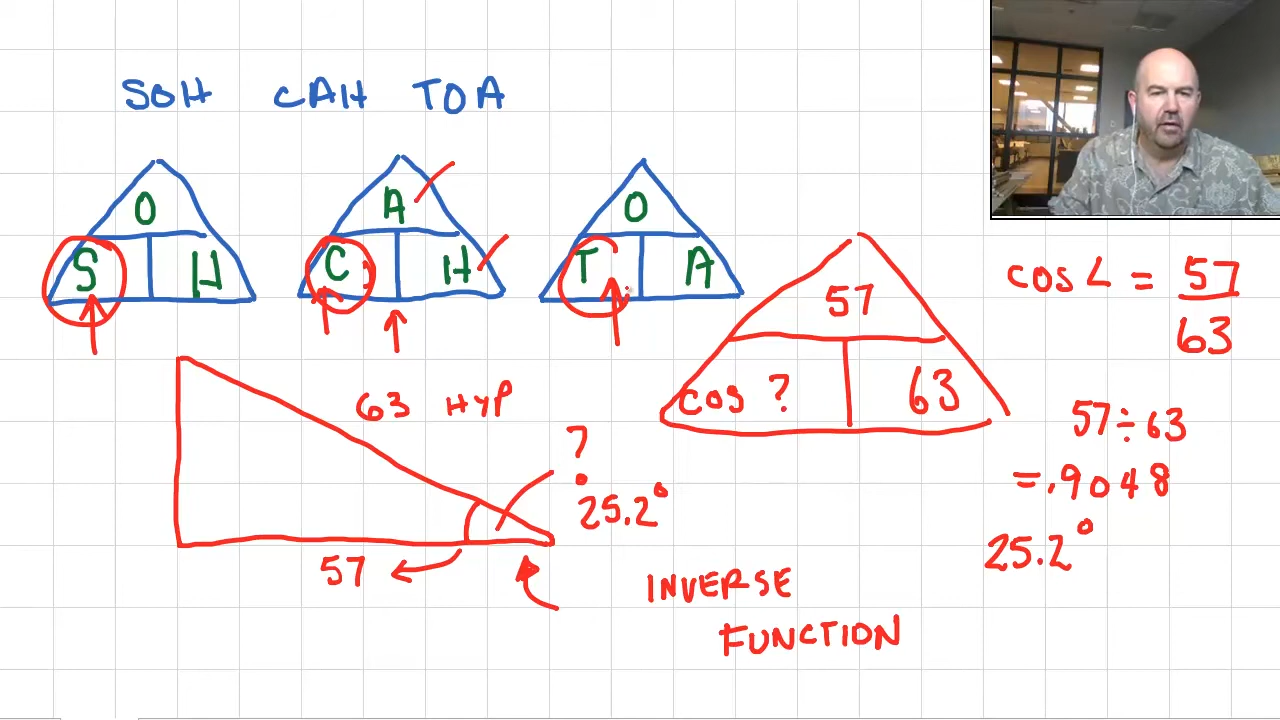 SOH CAH TOA
O
S H
A
C H
O
T A
57
cos ? 63
cos ∠ = 57
63
63 HYP
?
25.2°
57
57 ÷ 63
= .9048
25.2°
INVERSE
FUNCTION